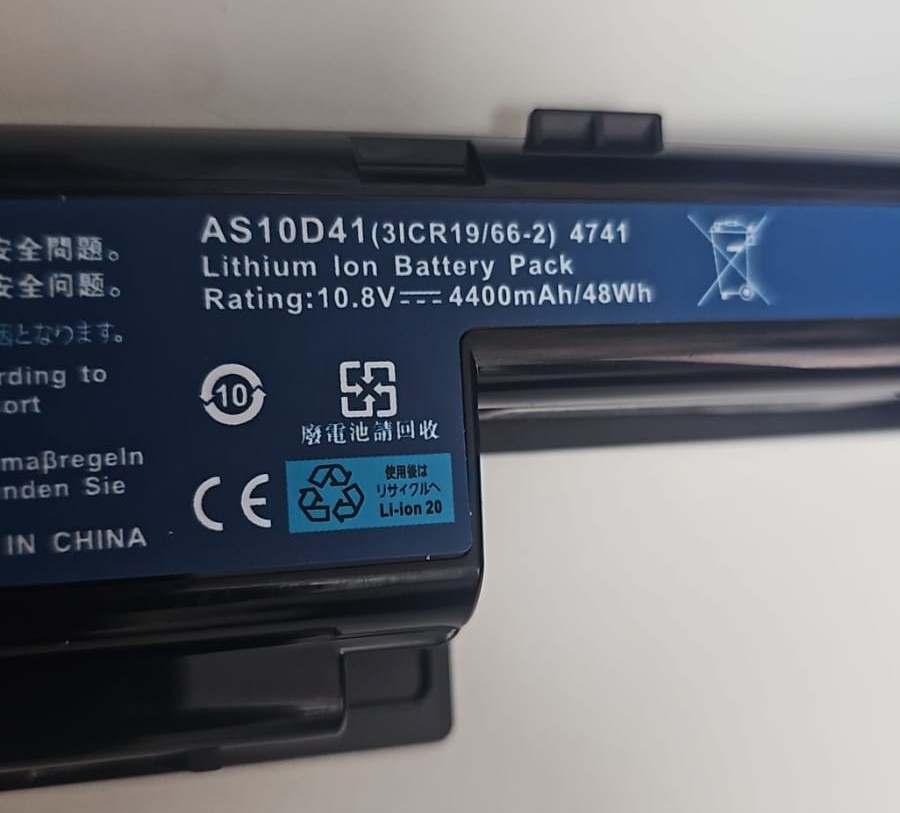 安全問題。
安全问题。
因となります。
rding to
ort
maβregeln
nden Sie
IN CHINA
AS10D41(3ICR19/66-2) 4741
Lithium Ion Battery Pack
Rating:10.8V⎓4400mAh/48Wh
10
廢電池請回收
CE
使用後は
リサイクルへ
Li-ion 20